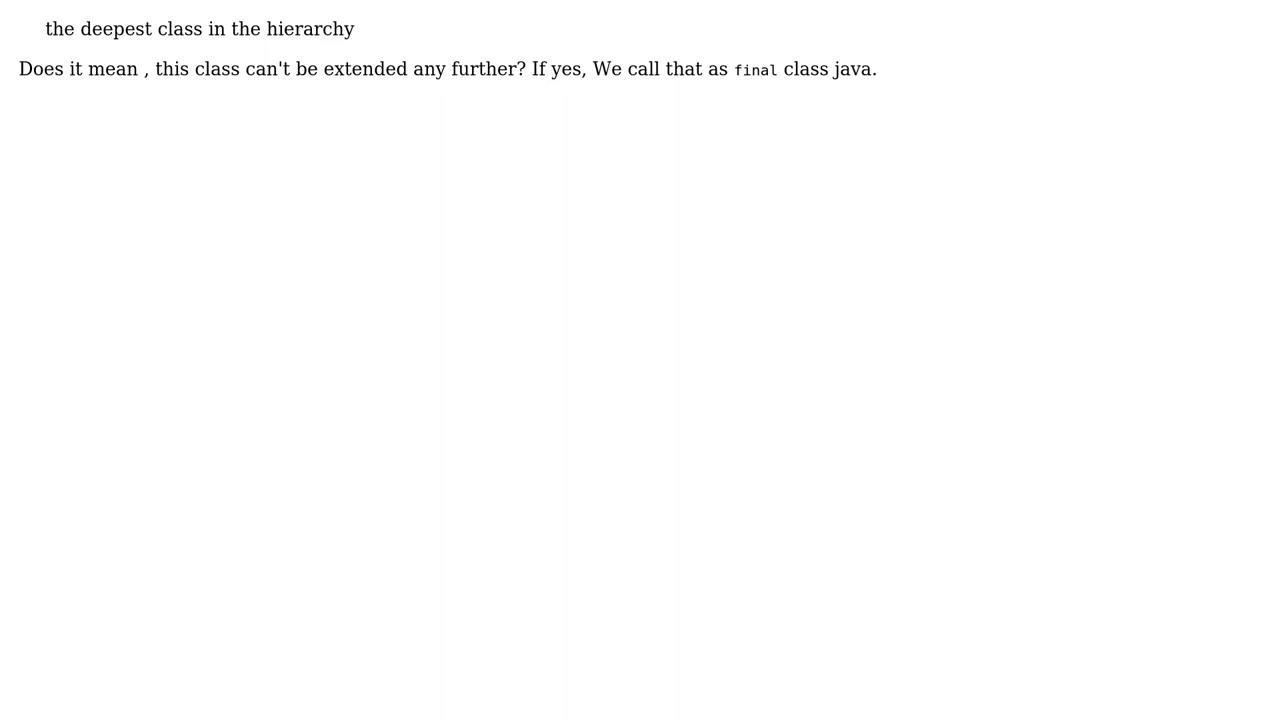 the deepest class in the hierarchy
Does it mean , this class can't be extended any further? If yes, We call that as final class java.